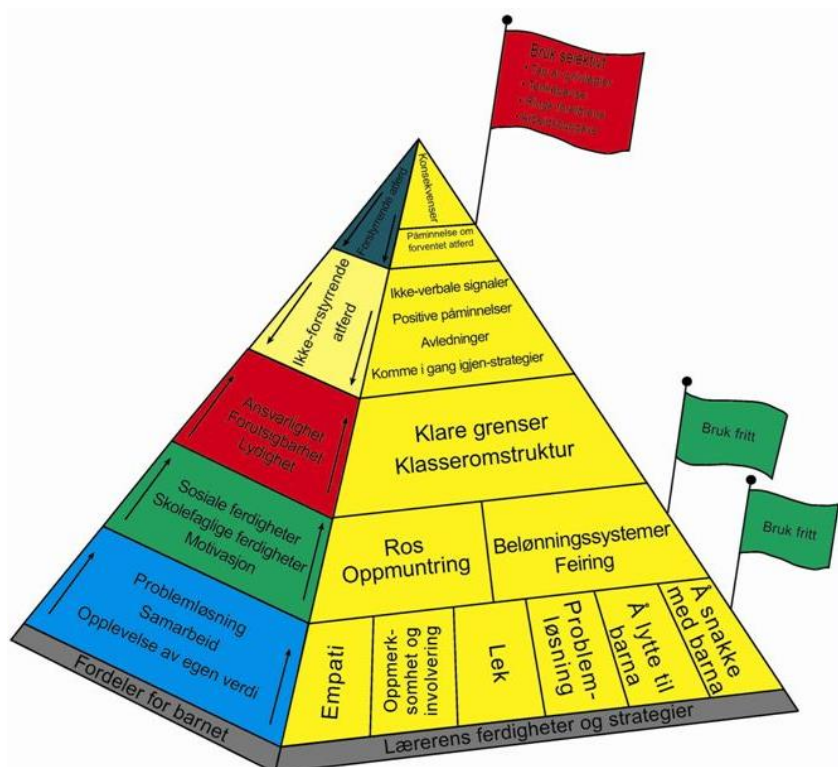 Bruk selektivt
Konsekvenser
Påminnelse om
forventet atferd
Ikke-verbale signaler
Positive påminnelser
Avledninger
Komme i gang igjen-strategier
Klare grenser
Klasseromstruktur
Ros
Oppmuntring
Belønningssystemer
Feiring
Empati
Oppmerk-
somhet og
involvering
Lek
Problem-
løsning
Å lytte til
barna
Å snakke
med barna
Lærerens ferdigheter og strategier
Forstyrrende atferd
Ikke-forstyrrende
atferd
Ansvarlighet
Forutsigbarhet
Lydighet
Sosiale ferdigheter
Skolefaglige ferdigheter
Motivasjon
Problemløsning
Samarbeid
Opplevelse av egen verdi
Fordeler for barnet
Bruk fritt
Bruk fritt